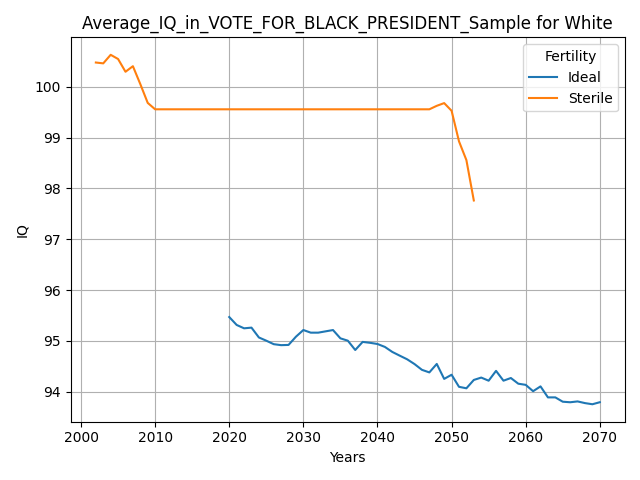 Average_IQ_in_VOTE_FOR_BLACK_PRESIDENT_Sample for White
Fertility
Ideal
Sterile
IQ
100
99
98
97
96
95
94
2000 2010 2020 2030 2040 2050 2060 2070
Years